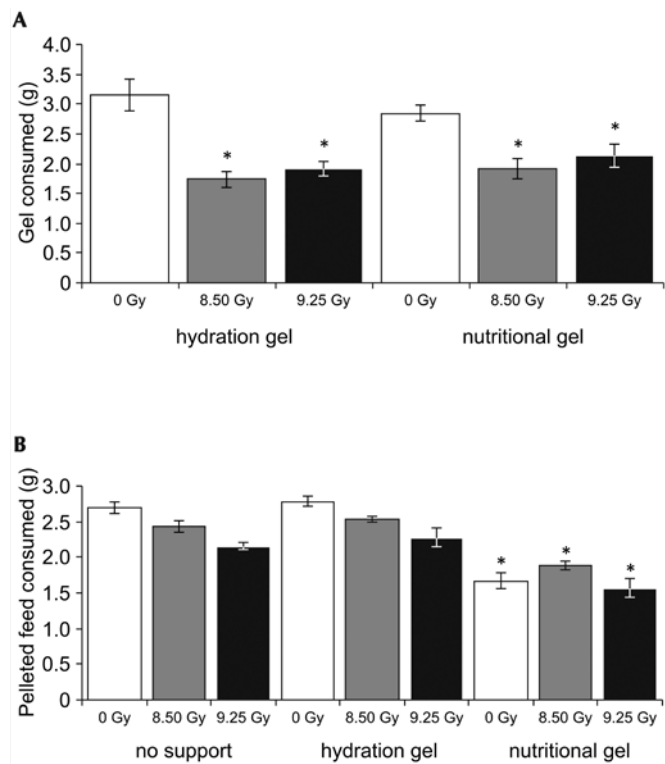 A
Gel consumed (g)
4.0
3.5
3.0
2.5
2.0
1.5
1.0
0.5
0
* * * *
0 Gy 8.50 Gy 9.25 Gy 0 Gy 8.50 Gy 9.25 Gy
hydration gel nutritional gel
B
Pelleted feed consumed (g)
3.0
2.5
2.0
1.5
1.0
0.5
0
* * *
0 Gy 8.50 Gy 9.25 Gy 0 Gy 8.50 Gy 9.25 Gy 0 Gy 8.50 Gy 9.25 Gy
no support hydration gel nutritional gel